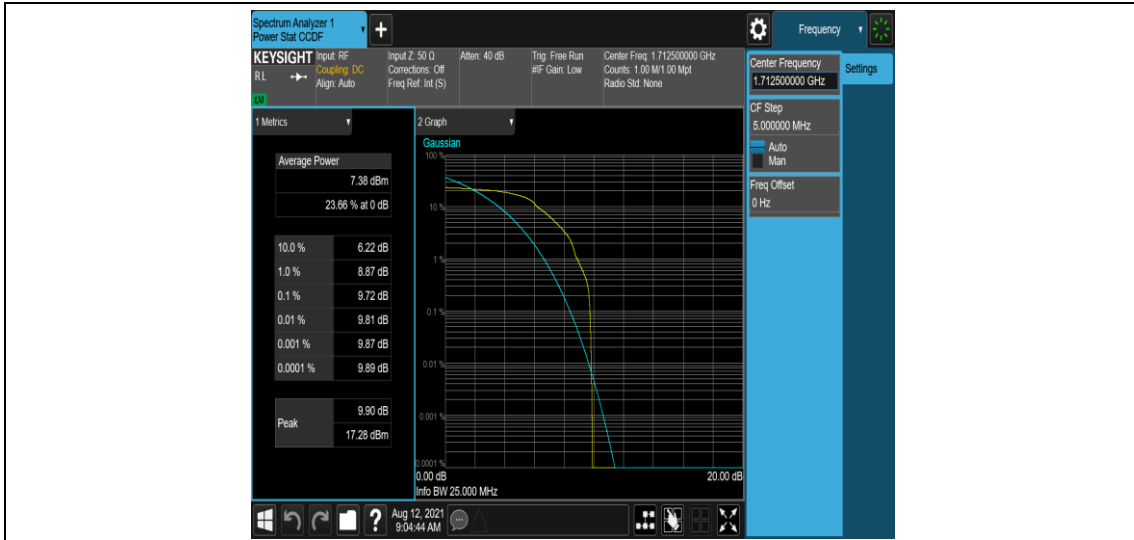 Spectrum Analyzer 1
Power Stat CCDF
Frequency
KEYSIGHT
RL
Input: RF
Coupling: DC
Align: Auto
Input Z: 50 Ω
Corrections: Off
Freq Ref: Int (S)
Atten: 40 dB
Trig: Free Run
#IF Gain: Low
Center Freq: 1.712500000 GHz
Counts: 1.00 M/1.00 Mpt
Radio Std: None
Center Frequency
1.712500000 GHz
Settings
CF Step
5.000000 MHz
Auto
Man
Freq Offset
0 Hz
1 Metrics
Average Power
7.38 dBm
23.66 % at 0 dB
10.0 % 6.22 dB
1.0 % 8.87 dB
0.1 % 9.72 dB
0.01 % 9.81 dB
0.001 % 9.87 dB
0.0001 % 9.89 dB
Peak
9.90 dB
17.28 dBm
2 Graph
Gaussian
100 %
10 %
1 %
0.1 %
0.01 %
0.001 %
0.0001 %
0.00 dB
20.00 dB
Info BW 25.000 MHz
?
Aug 12, 2021
9:04:44 AM